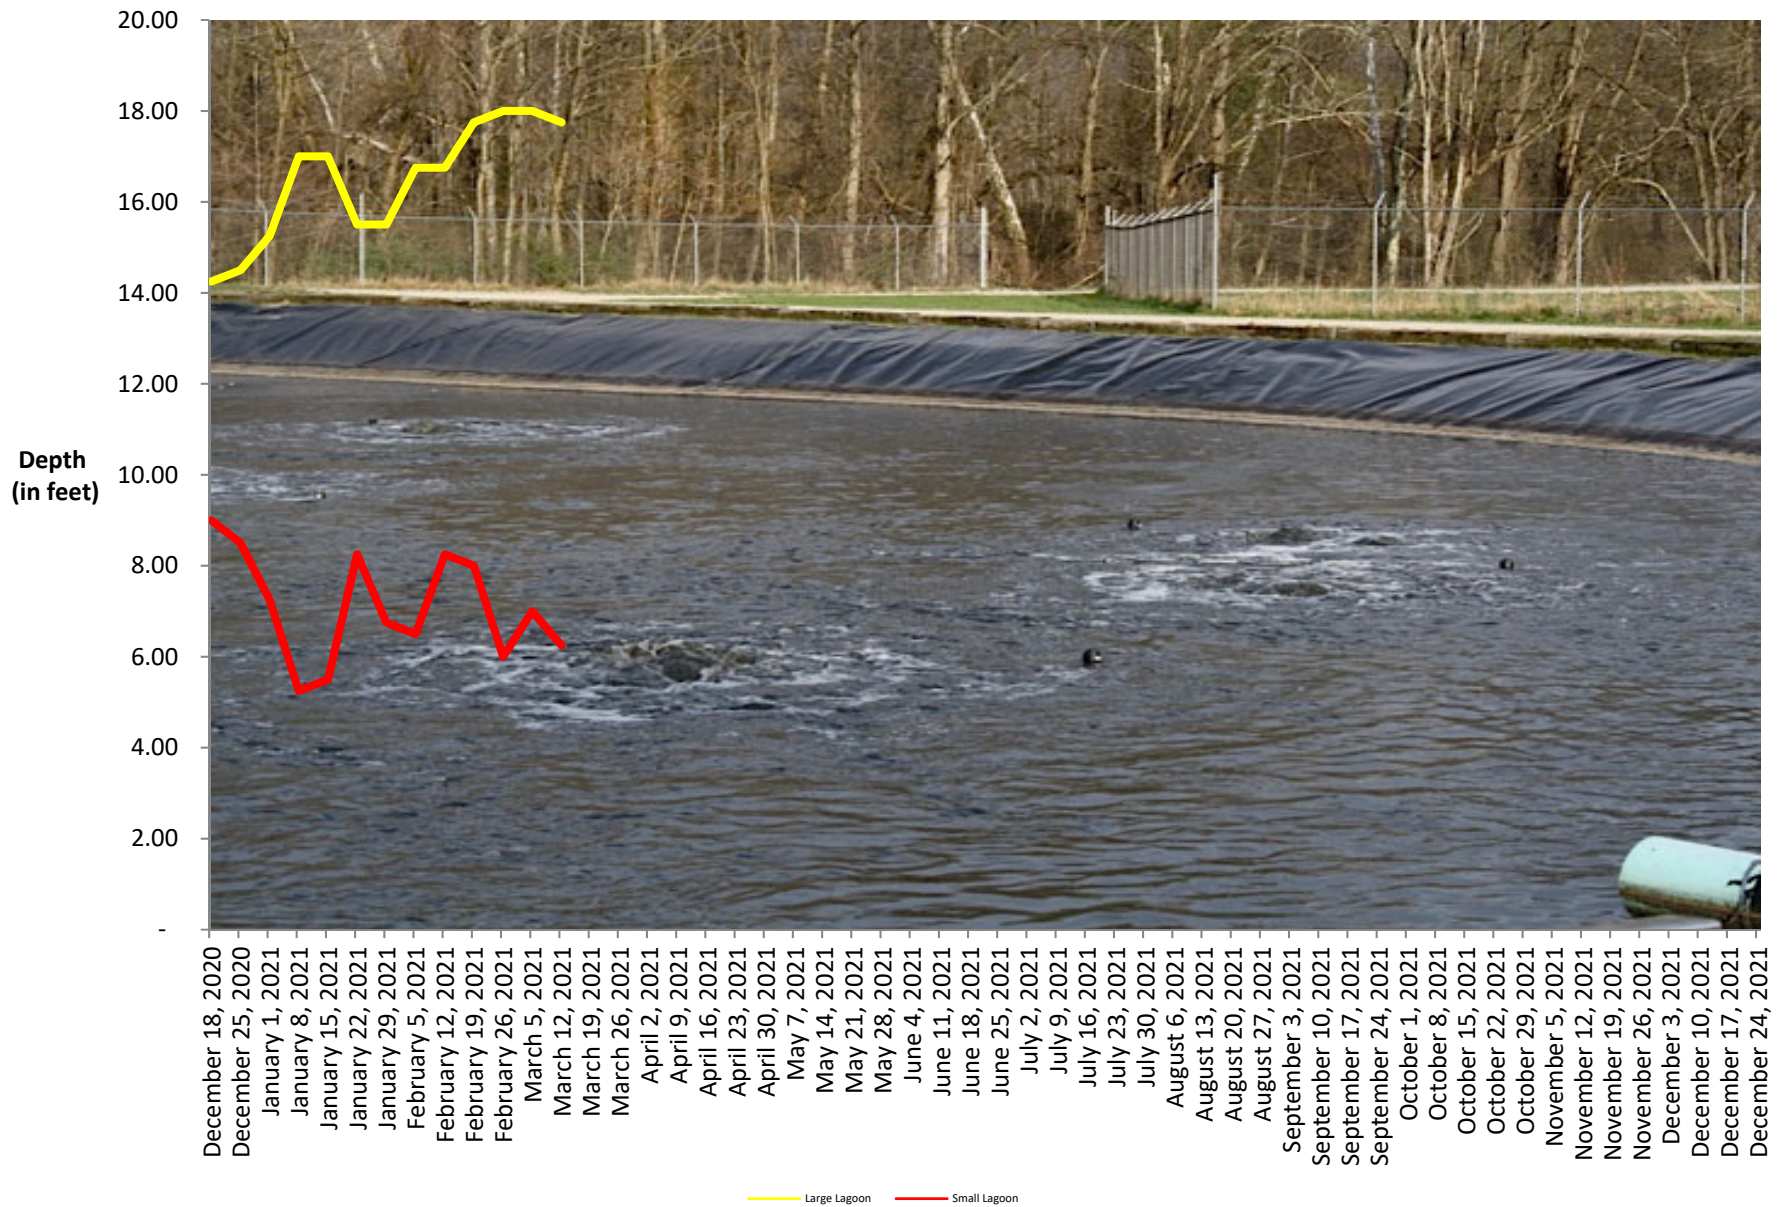 20.00
18.00
16.00
14.00
12.00
10.00
8.00
6.00
4.00
2.00
-
Depth
(in feet)
December 18, 2020
December 25, 2020
January 1, 2021
January 8, 2021
January 15, 2021
January 22, 2021
January 29, 2021
February 5, 2021
February 12, 2021
February 19, 2021
February 26, 2021
March 5, 2021
March 12, 2021
March 19, 2021
March 26, 2021
April 2, 2021
April 9, 2021
April 16, 2021
April 23, 2021
April 30, 2021
May 7, 2021
May 14, 2021
May 21, 2021
May 28, 2021
June 4, 2021
June 11, 2021
June 18, 2021
June 25, 2021
July 2, 2021
July 9, 2021
July 16, 2021
July 23, 2021
July 30, 2021
August 6, 2021
August 13, 2021
August 20, 2021
August 27, 2021
September 3, 2021
September 10, 2021
September 17, 2021
September 24, 2021
October 1, 2021
October 8, 2021
October 15, 2021
October 22, 2021
October 29, 2021
November 5, 2021
November 12, 2021
November 19, 2021
November 26, 2021
December 3, 2021
December 10, 2021
December 17, 2021
December 24, 2021
Large Lagoon
Small Lagoon